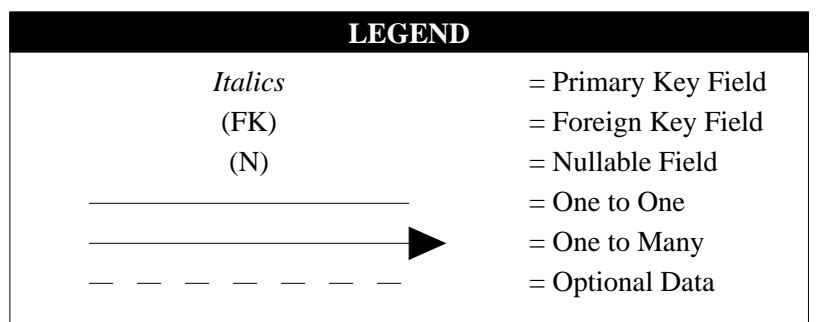 LEGEND
Italics = Primary Key Field
(FK) = Foreign Key Field
(N) = Nullable Field
= One to One
= One to Many
= Optional Data